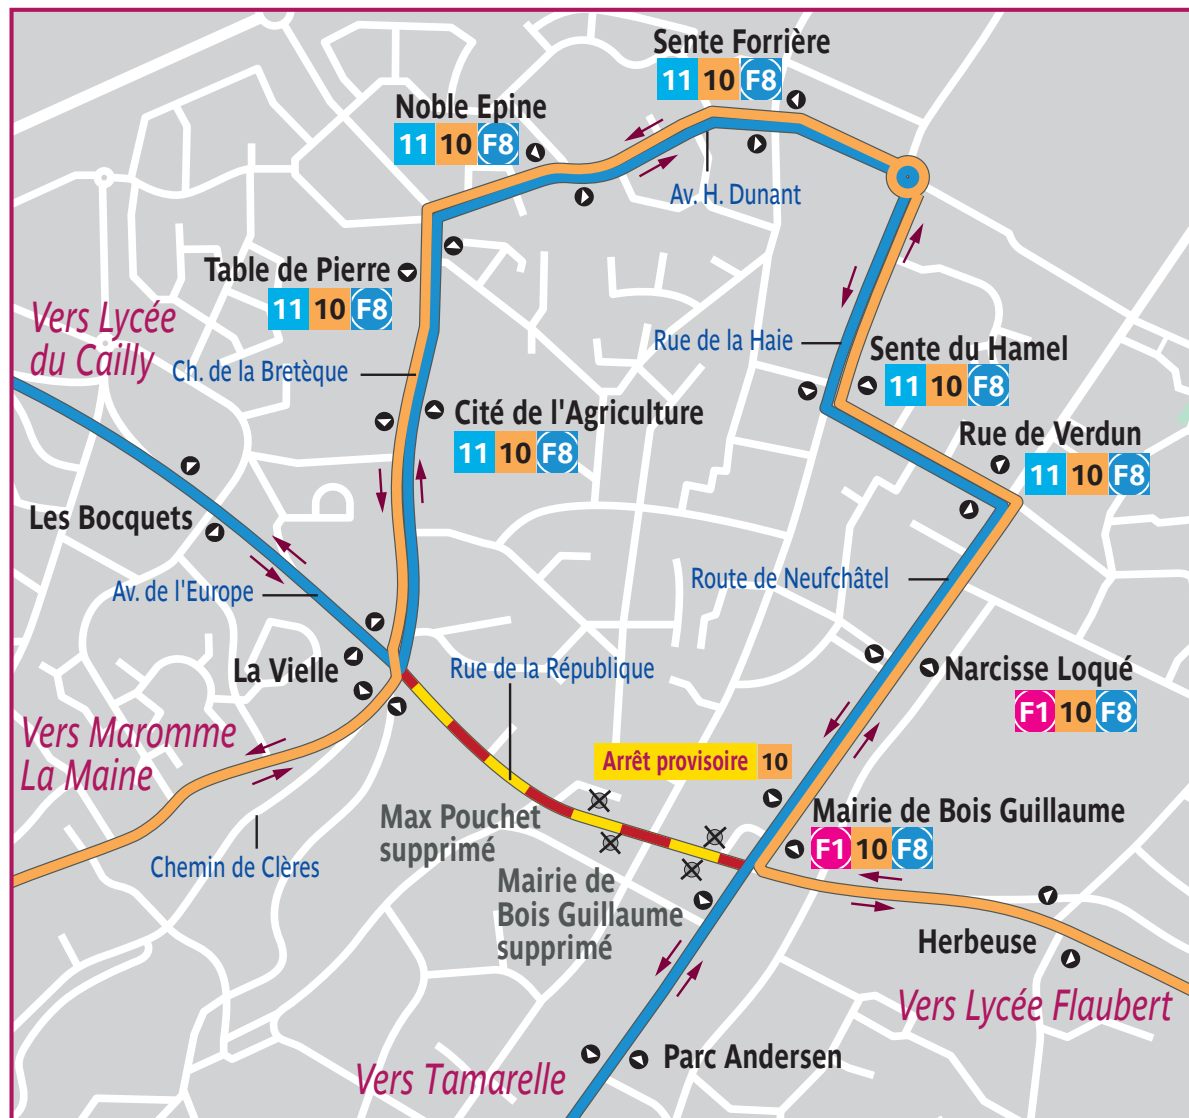 Sente Forrière
11 10 F8
Noble Epine
11 10 F8
Av. H. Dunant
Table de Pierre
11 10 F8
Vers Lycée
du Cailly
Ch. de la Bretèque
Rue de la Haie
Sente du Hamel
11 10 F8
Cité de l'Agriculture
11 10 F8
Rue de Verdun
11 10 F8
Les Bocquets
Av. de l'Europe
Route de Neufchâtel
La Vielle
Rue de la République
Narcisse Loqué
F1 10 F8
Vers Maromme
La Maine
Arrêt provisoire 10
Max Pouchet
supprimé
Mairie de Bois Guillaume
F1 10 F8
Chemin de Clères
Mairie de
Bois Guillaume
supprimé
Herbeuse
Vers Lycée Flaubert
Parc Andersen
Vers Tamarelle